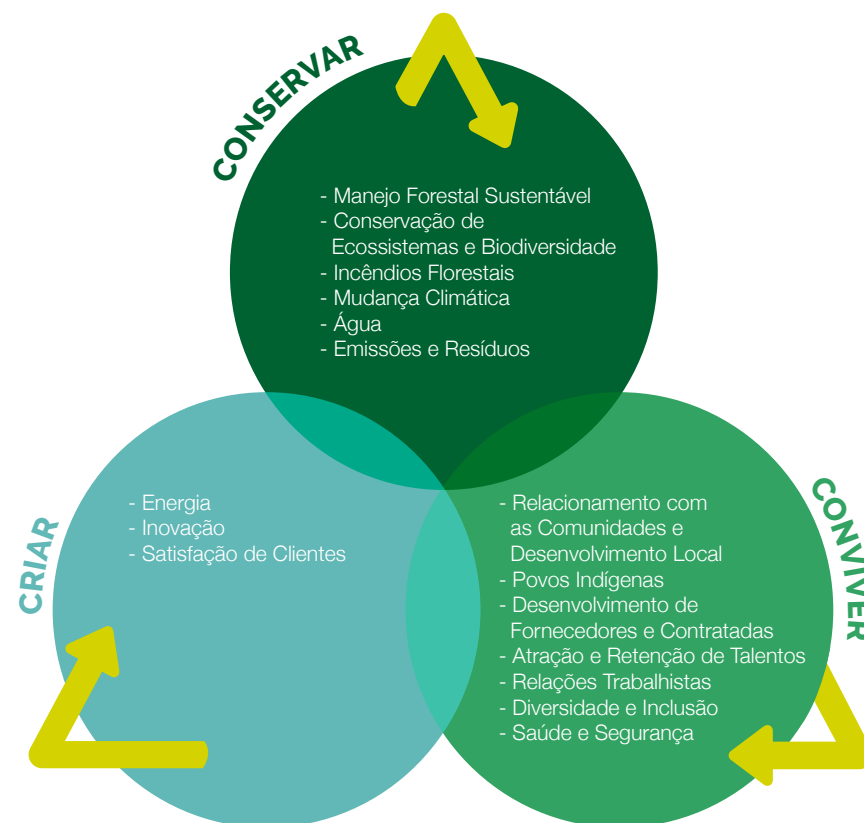 CONSERVAR
- Manejo Forestal Sustentável
- Conservação de
Ecossistemas e Biodiversidade
- Incêndios Florestais
- Mudança Climática
- Água
- Emissões e Resíduos
CRIAR
- Energia
- Inovação
- Satisfação de Clientes
CONVIVER
- Relacionamento com
as Comunidades e
Desenvolvimento Local
- Povos Indígenas
- Desenvolvimento de
Fornecedores e Contratadas
- Atração e Retenção de Talentos
- Relações Trabalhistas
- Diversidade e Inclusão
- Saúde e Segurança